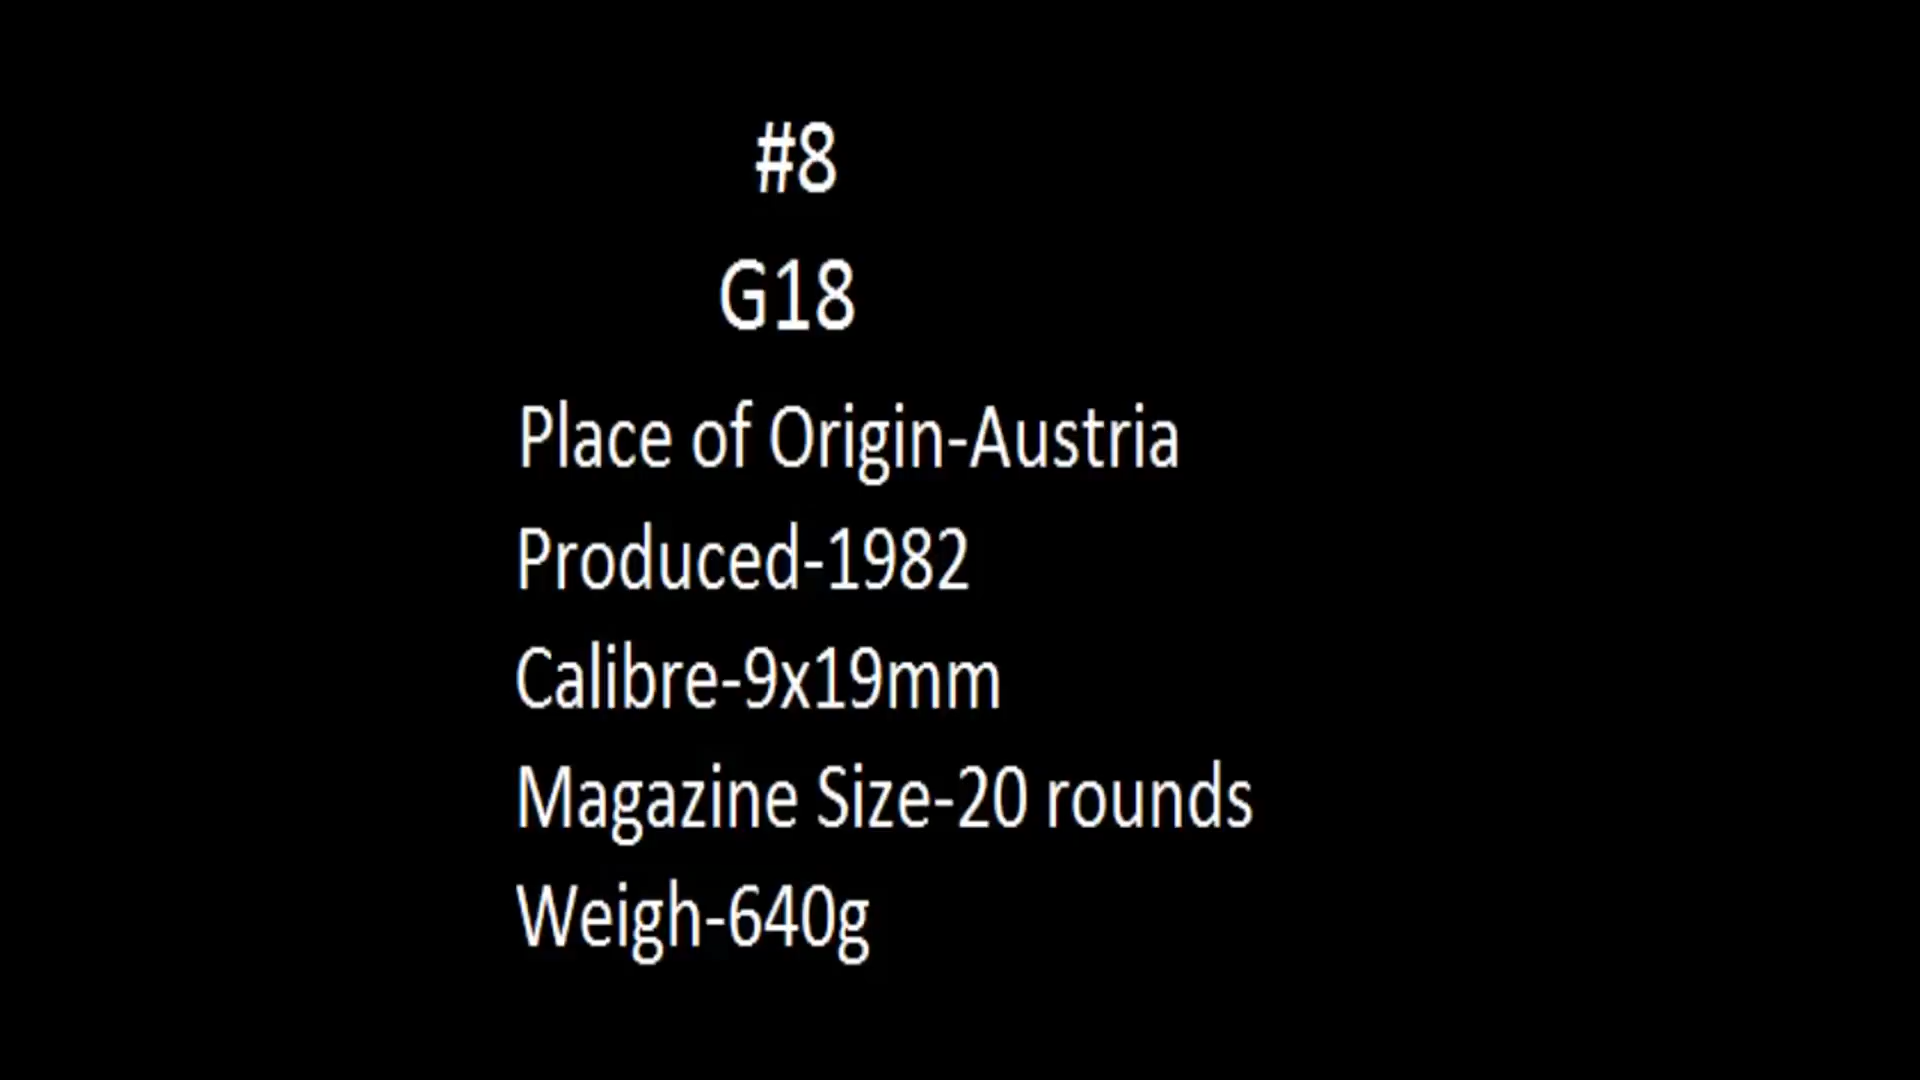 #8
G18
Place of Origin-Austria
Produced-1982
Calibre-9x19mm
Magazine Size-20 rounds
Weigh-640g